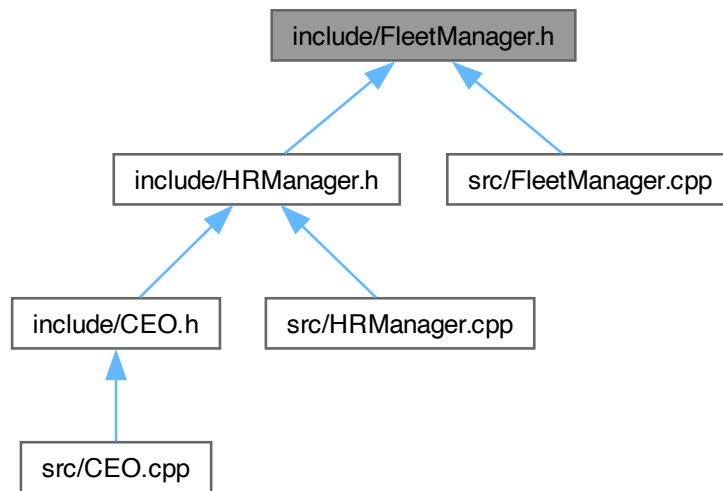 include/FleetManager.h
include/HRManager.h
src/FleetManager.cpp
include/CEO.h
src/HRManager.cpp
src/CEO.cpp